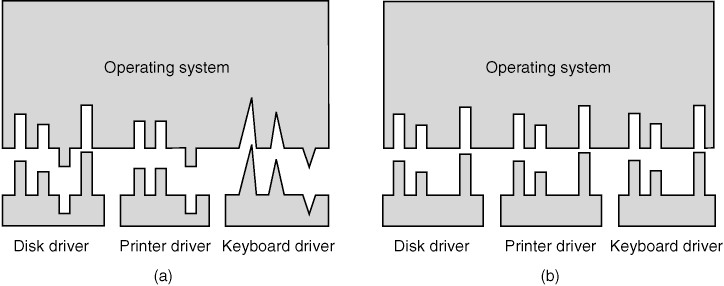 Operating system
Operating system
Disk driver
Printer driver
Keyboard driver
Disk driver
Printer driver
Keyboard driver
(a)
(b)